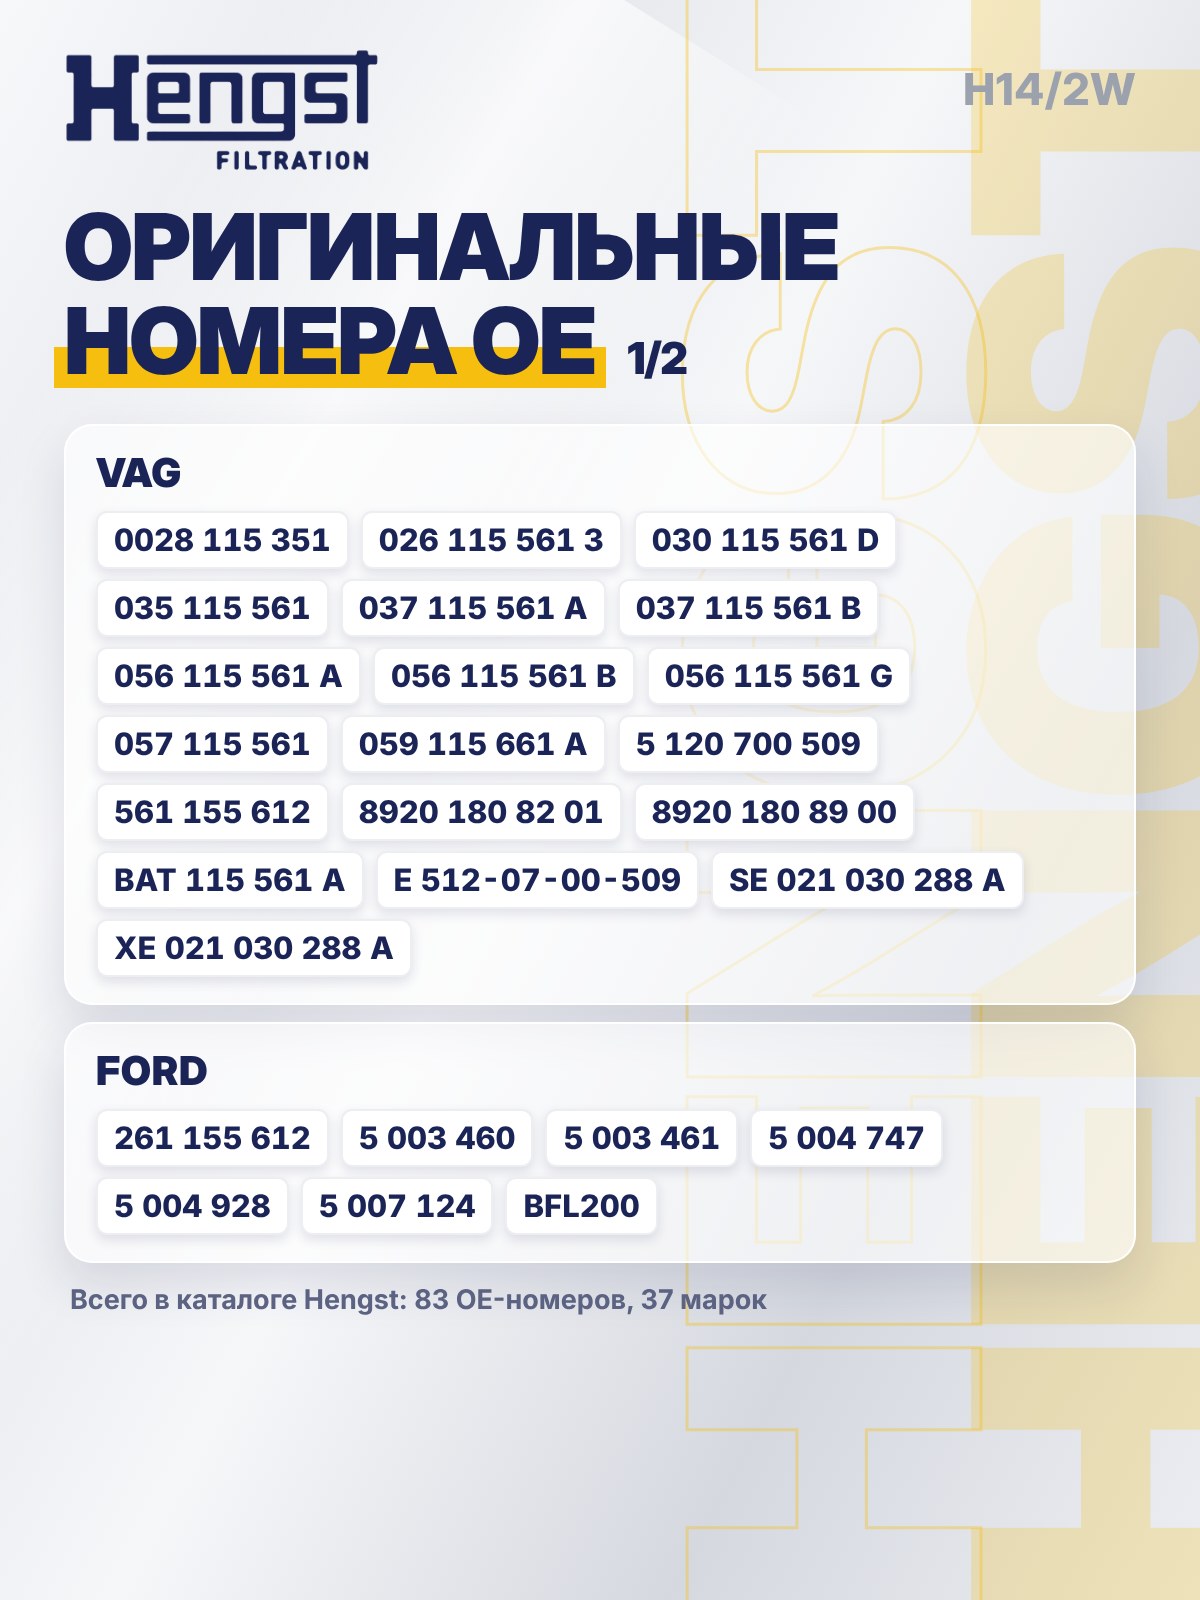 Hengst
FILTRATION
H14/2W
ОРИГИНАЛЬНЫЕ
НОМЕРА OE 1/2
VAG
0028 115 351 026 115 561 3 030 115 561 D
035 115 561 037 115 561 A 037 115 561 B
056 115 561 A 056 115 561 B 056 115 561 G
057 115 561 059 115 661 A 5 120 700 509
561 155 612 8920 180 82 01 8920 180 89 00
BAT 115 561 A E 512-07-00-509 SE 021 030 288 A
XE 021 030 288 A
FORD
261 155 612 5 003 460 5 003 461 5 004 747
5 004 928 5 007 124 BFL200
Всего в каталоге Hengst: 83 OE-номеров, 37 марок
HENGST
HENGST